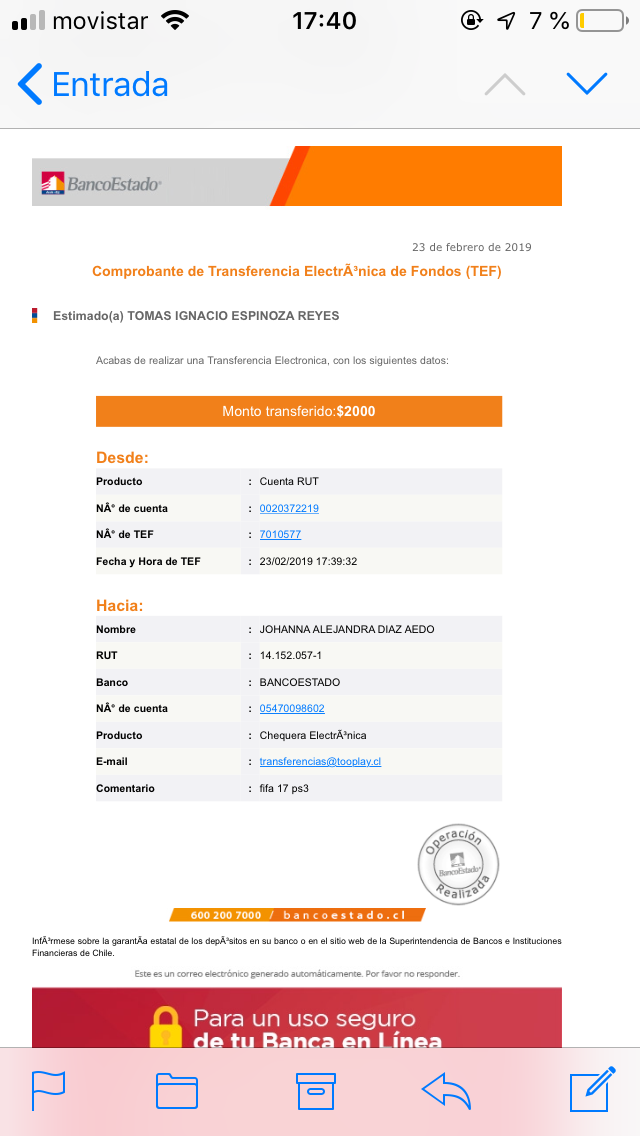 movistar 17:40 7 %
Entrada
BancoEstado
23 de febrero de 2019
Comprobante de Transferencia ElectrÃ³nica de Fondos (TEF)
Estimado(a) TOMAS IGNACIO ESPINOZA REYES
Acabas de realizar una Transferencia Electronica, con los siguientes datos:
Monto transferido:$2000
Desde:
Producto : Cuenta RUT
NÂ° de cuenta : 0020372219
NÂ° de TEF : 7010577
Fecha y Hora de TEF : 23/02/2019 17:39:32
Hacia:
Nombre : JOHANNA ALEJANDRA DIAZ AEDO
RUT : 14.152.057-1
Banco : BANCOESTADO
NÂ° de cuenta : 05470098602
Producto : Chequera ElectrÃ³nica
E-mail : transferencias@tooplay.cl
Comentario : fifa 17 ps3
Operación
BancoEstado
Realizada
600 200 7000 / bancoestado.cl
InfÃ³rmese sobre la garantÃa estatal de los depÃ³sitos en su banco o en el sitio web de la Superintendencia de Bancos e Instituciones
Financieras de Chile.
Este es un correo electrónico generado automáticamente. Por favor no responder.
Para un uso seguro
de tu Banca en Línea